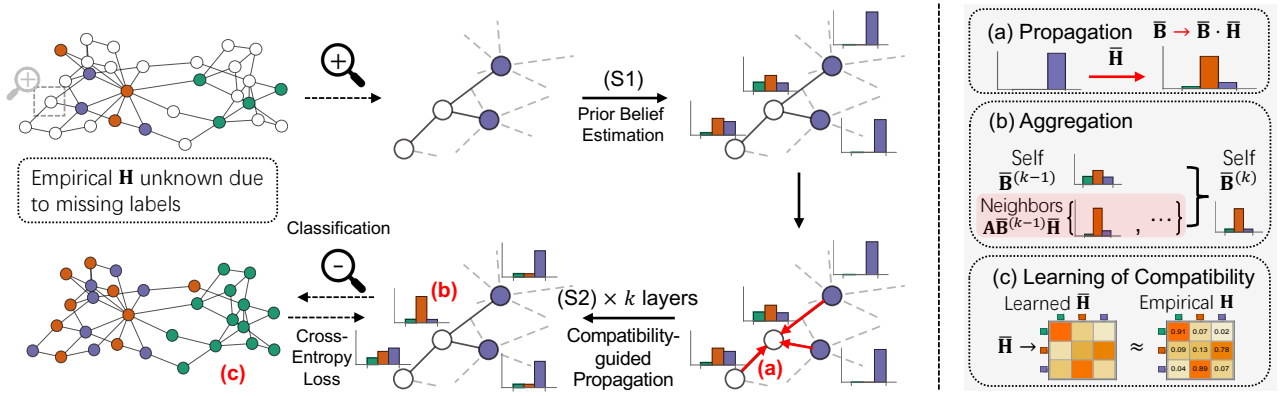 (S1)
Prior Belief
Estimation
Empirical H unknown due
to missing labels
Classification
Cross-
Entropy
Loss
(c)
(b)
(S2) × k layers
Compatibility-
guided
Propagation
(a)
(a) Propagation B̅ → B̅ · H̅
H̅
(b) Aggregation
Self
B̅^(k-1)
Neighbors
AB̅^(k-1)H̅ { , ⋯ }
Self
B̅^(k)
(c) Learning of Compatibility
Learned H̅
Empirical H
H̅ → ≈
0.91 0.07 0.02
0.09 0.13 0.78
0.04 0.89 0.07